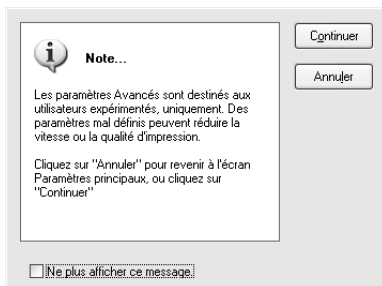 Continuer
Note...
Annuler
Les paramètres Avancés sont destinés aux
utilisateurs expérimentés, uniquement. Des
paramètres mal définis peuvent réduire la
vitesse ou la qualité d'impression.
Cliquez sur "Annuler" pour revenir à l'écran
Paramètres principaux, ou cliquez sur
"Continuer"
Ne plus afficher ce message.